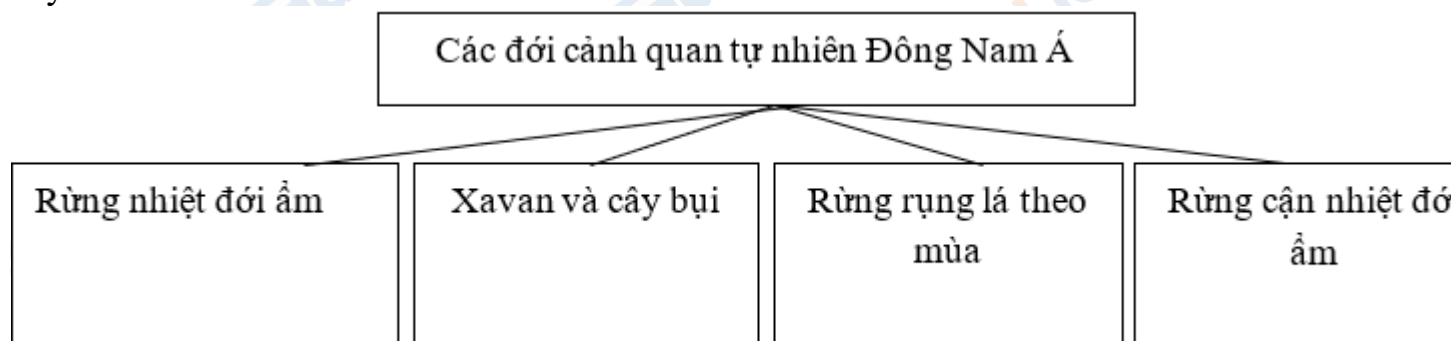 Các đới cảnh quan tự nhiên Đông Nam Á
Rừng nhiệt đới ẩm
Xavan và cây bụi
Rừng rụng lá theo
mùa
Rừng cận nhiệt đớ
ẩm